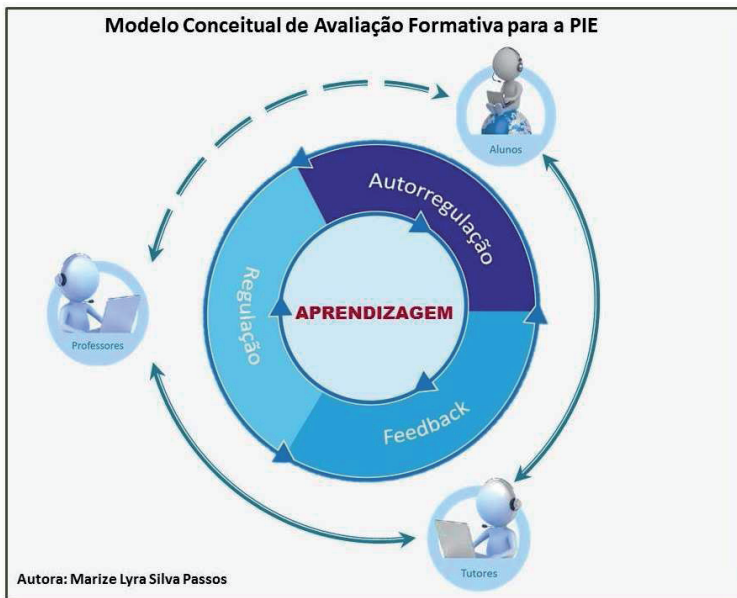 Modelo Conceitual de Avaliação Formativa para a PIE
Alunos
Autorregulação
Regulação
APRENDIZAGEM
Professores
Feedback
Tutores
Autora: Marize Lyra Silva Passos